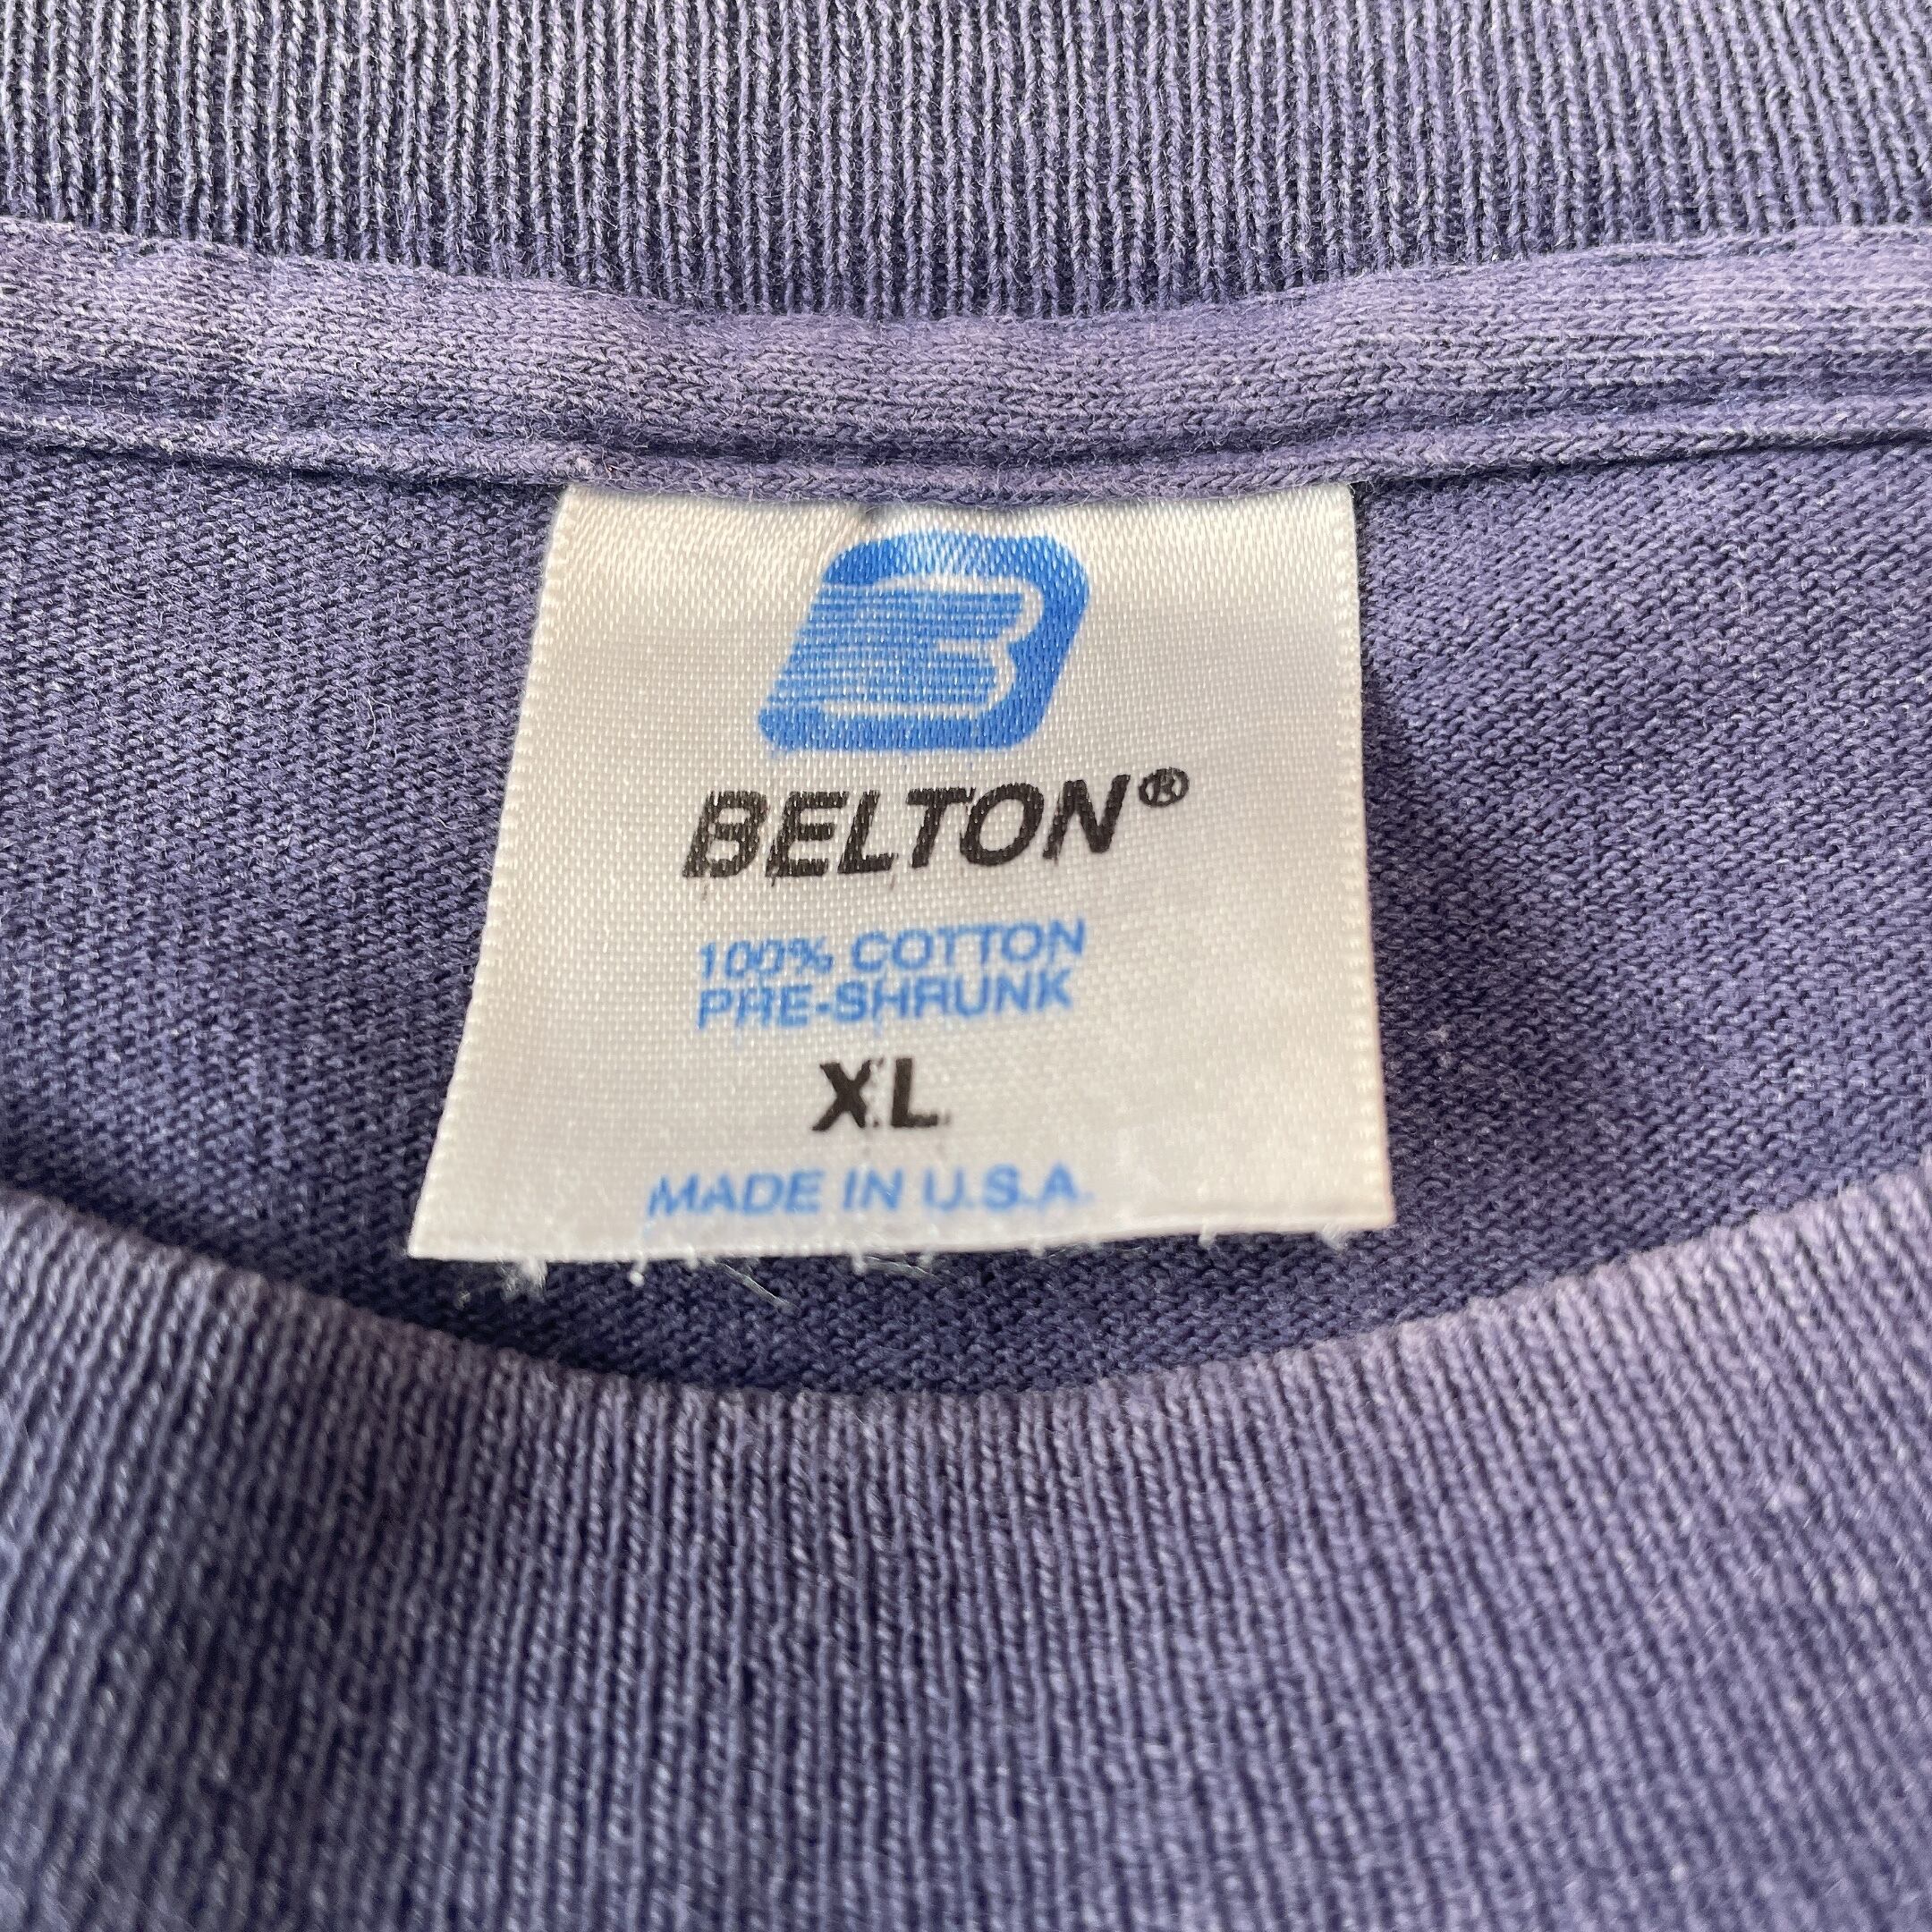 BELTON®
100% COTTON
PRE-SHRUNK
XL
MADE IN U.S.A.